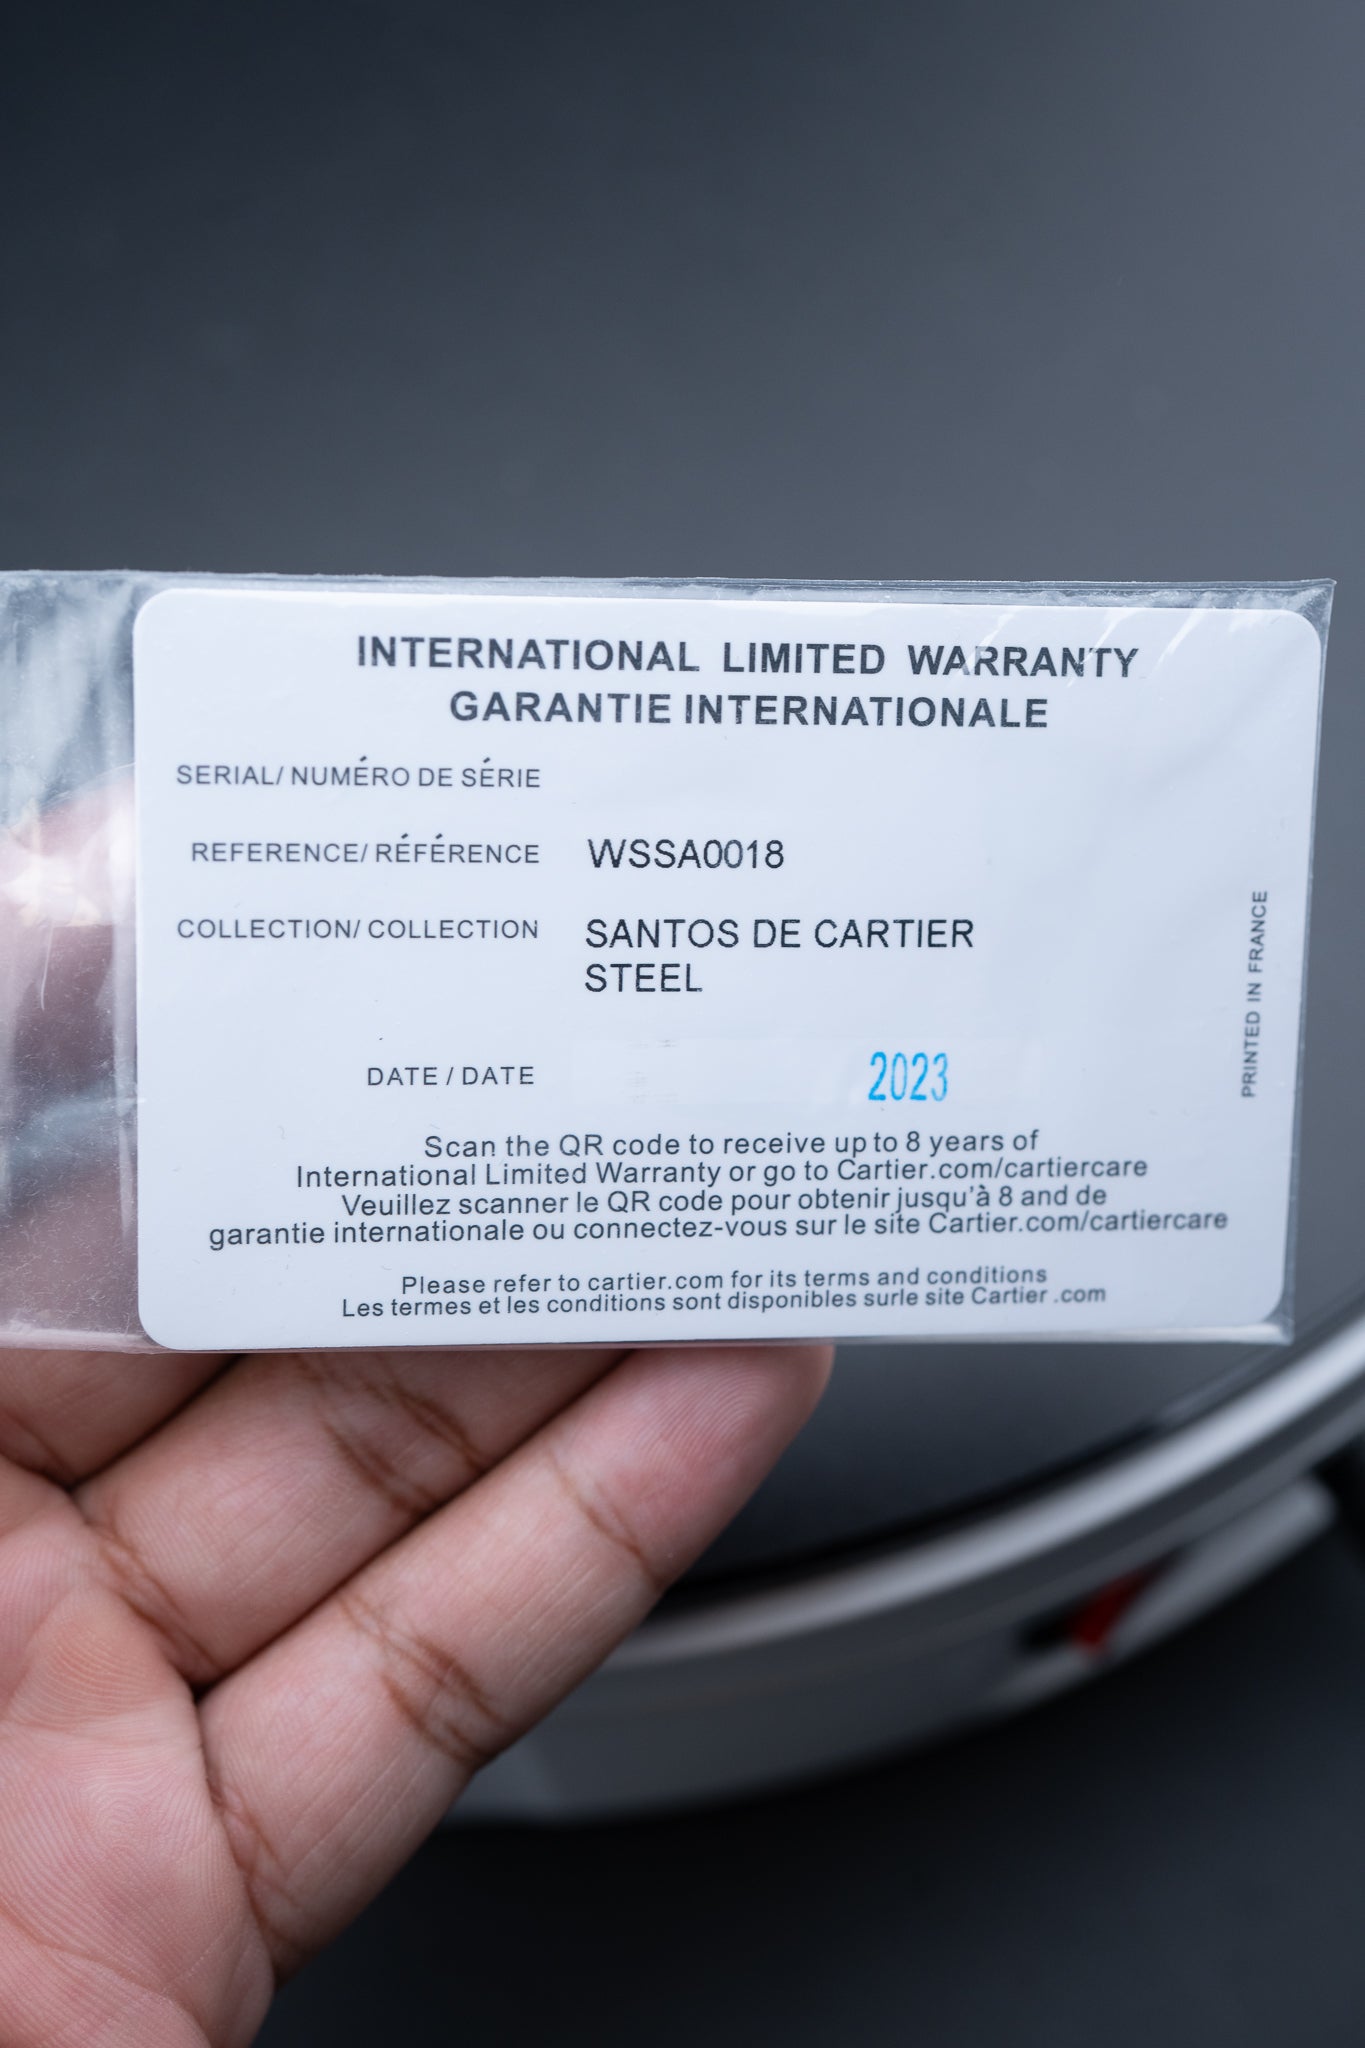 INTERNATIONAL LIMITED WARRANTY
GARANTIE INTERNATIONALE
SERIAL/ NUMÉRO DE SÉRIE
REFERENCE/ RÉFÉRENCE WSSA0018
COLLECTION/ COLLECTION SANTOS DE CARTIER
STEEL
DATE / DATE 2023
Scan the QR code to receive up to 8 years of
International Limited Warranty or go to Cartier.com/cartiercare
Veuillez scanner le QR code pour obtenir jusqu'à 8 and de
garantie internationale ou connectez-vous sur le site Cartier.com/cartiercare
Please refer to cartier.com for its terms and conditions
Les termes et les conditions sont disponibles surle site Cartier .com
PRINTED IN FRANCE